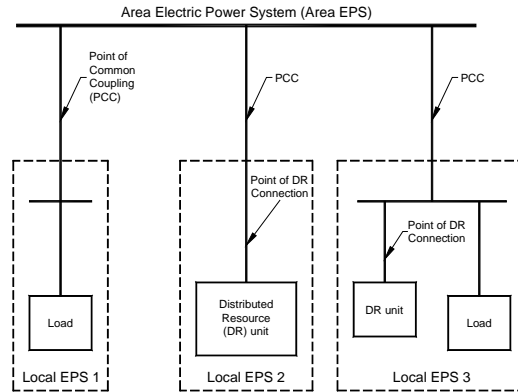 Area Electric Power System (Area EPS)
Point of
Common
Coupling
(PCC)
PCC
PCC
Point of DR
Connection
Point of DR
Connection
Load
Distributed
Resource
(DR) unit
DR unit
Load
Local EPS 1
Local EPS 2
Local EPS 3